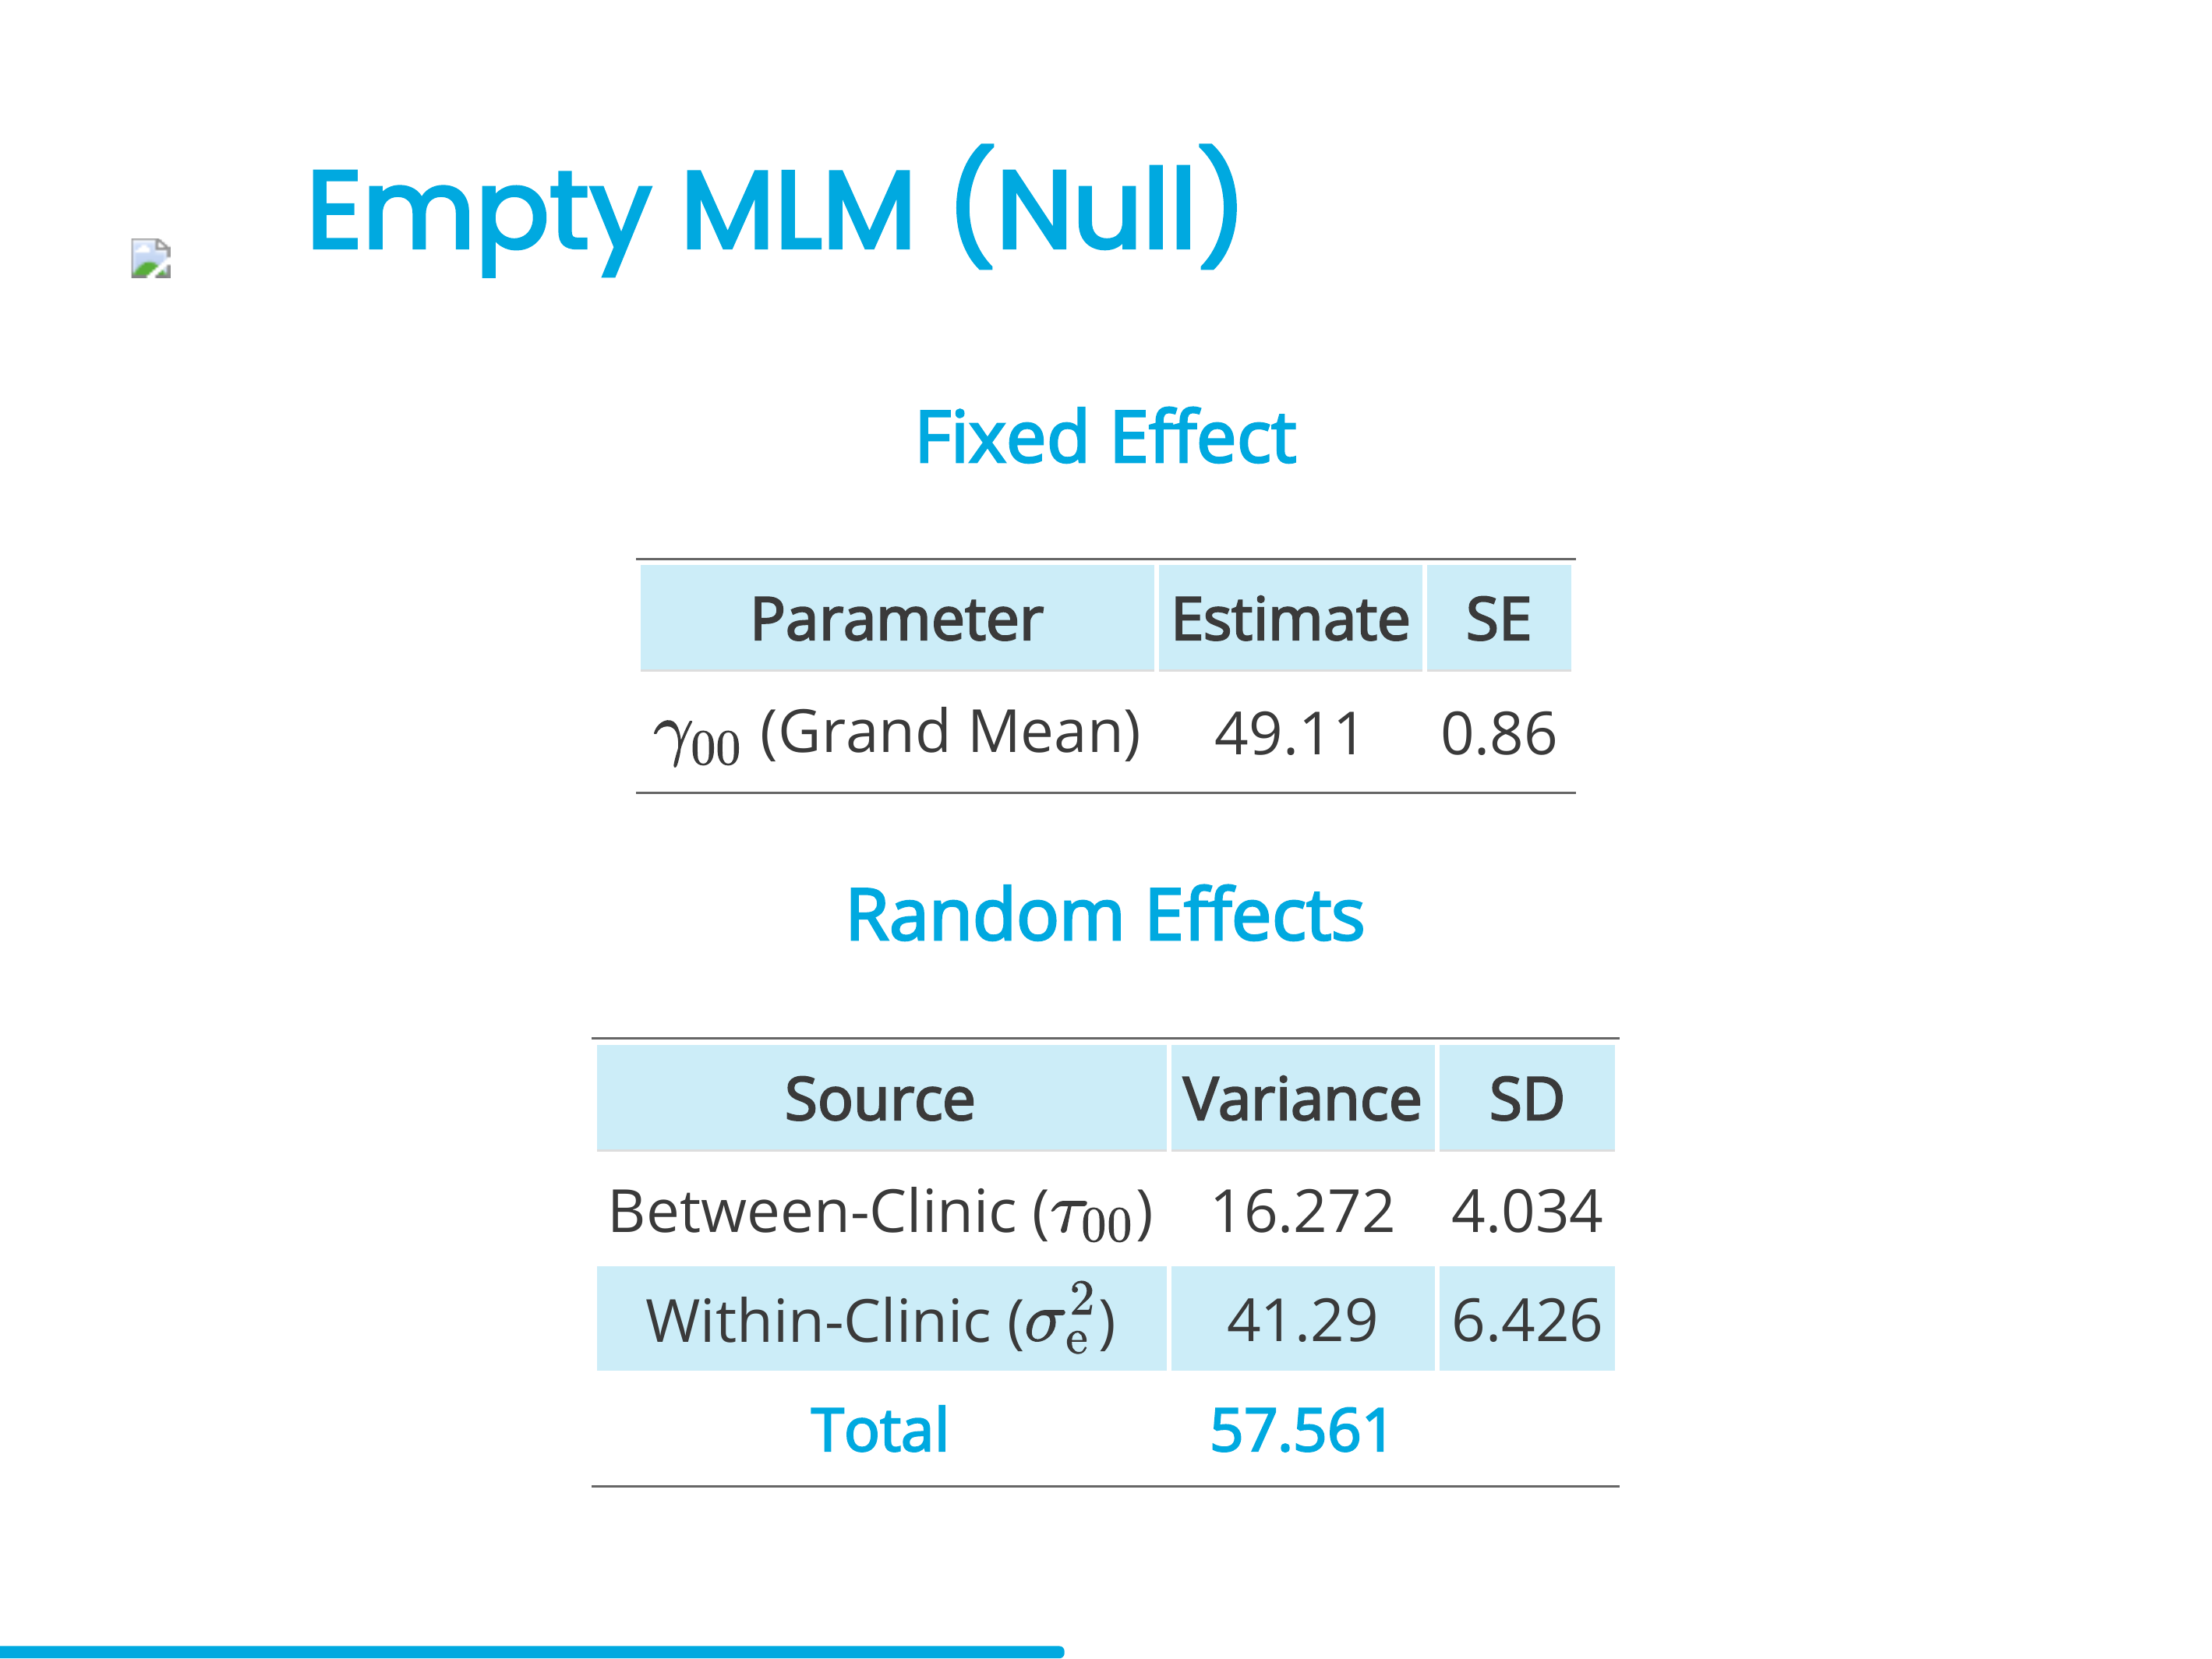 Empty MLM (Null)
Fixed Effect
Parameter Estimate SE
γ00 (Grand Mean) 49.11 0.86
Random Effects
Source Variance SD
Between-Clinic (τ00) 16.272 4.034
Within-Clinic (σ²e) 41.29 6.426
Total 57.561